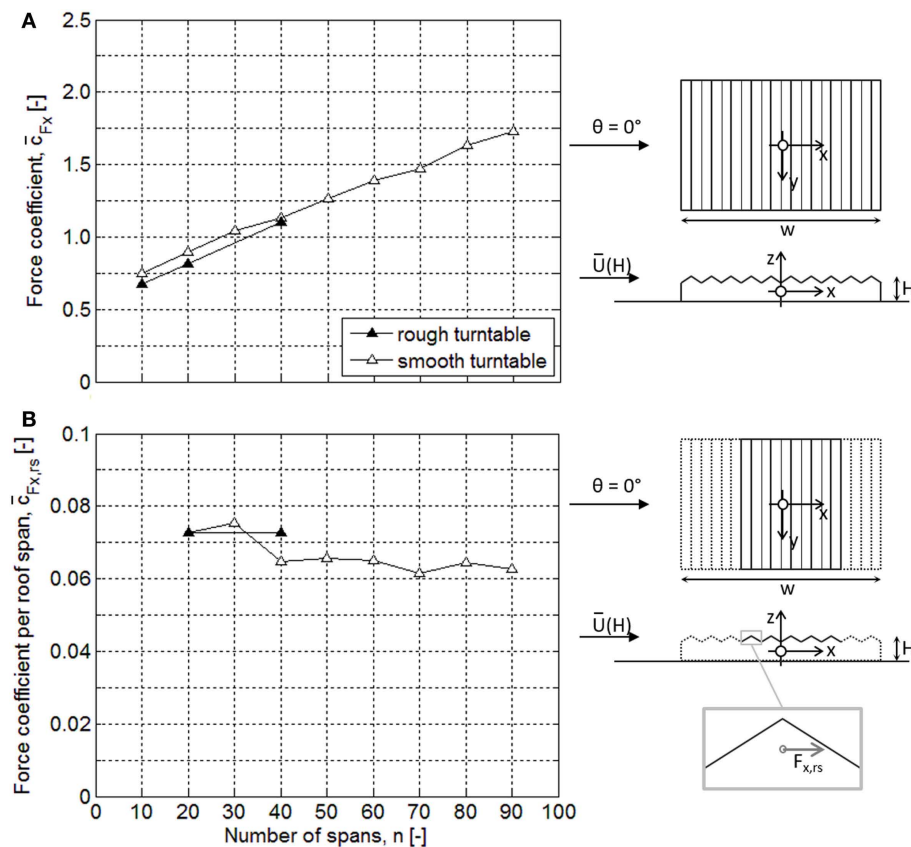 A
Force coefficient, c̄Fx [-]
2.5
2.0
1.5
1.0
0.5
0
rough turntable
smooth turntable
θ = 0°
x
y
w
Ū(H)
z
x
H
B
Force coefficient per roof span, c̄Fx,rs [-]
0.1
0.08
0.06
0.04
0.02
0
0 10 20 30 40 50 60 70 80 90 100
Number of spans, n [-]
θ = 0°
x
y
w
Ū(H)
z
x
H
Fx,rs